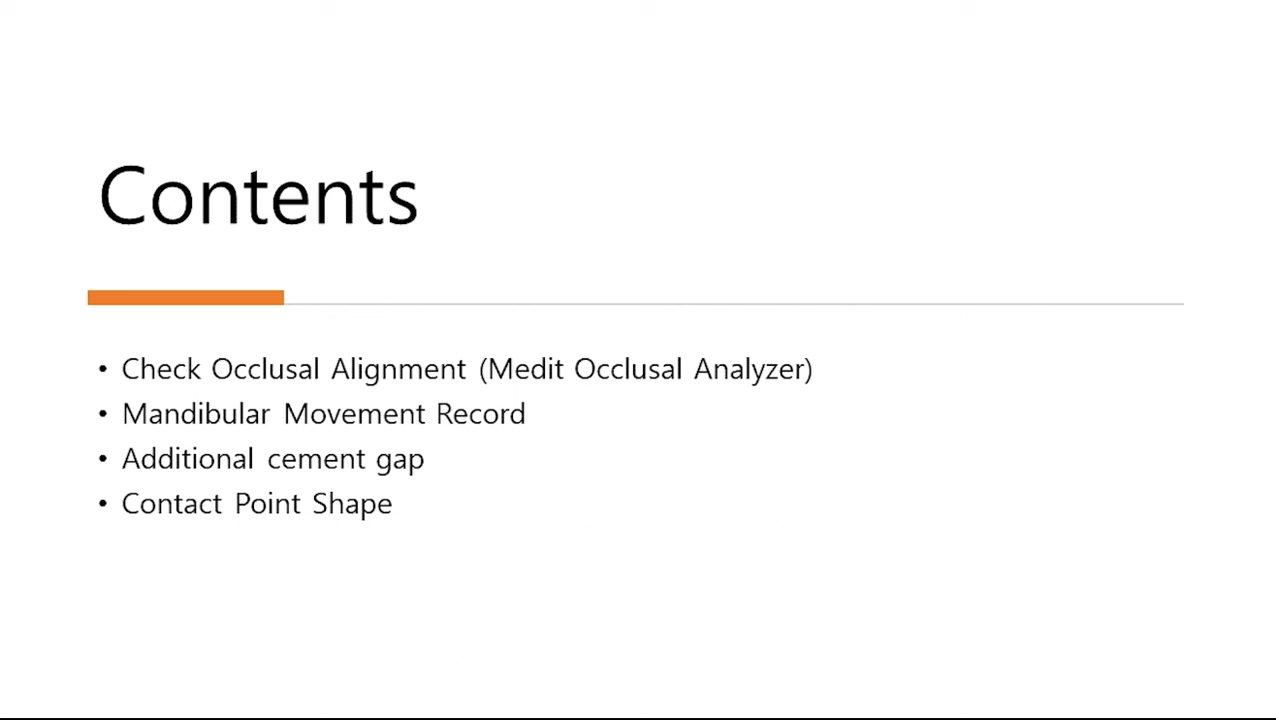 Contents
• Check Occlusal Alignment (Medit Occlusal Analyzer)
• Mandibular Movement Record
• Additional cement gap
• Contact Point Shape